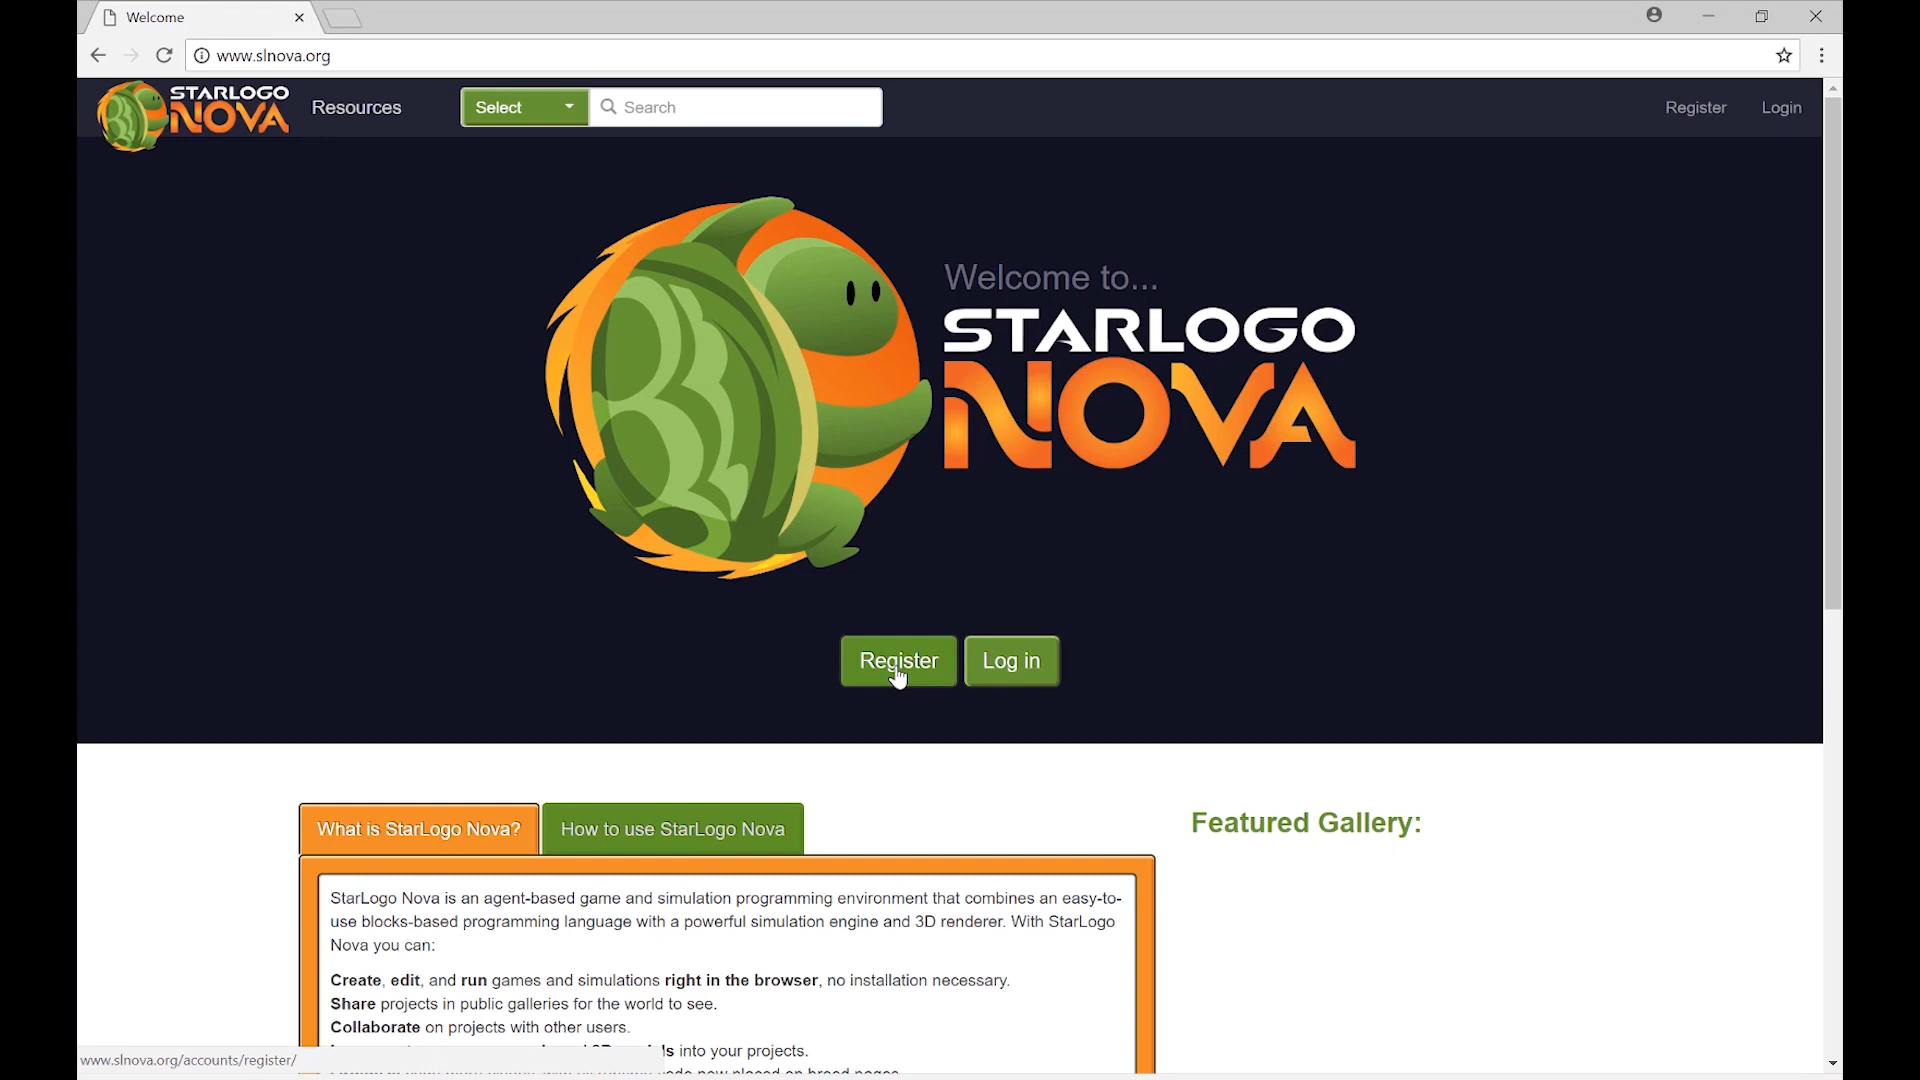 Welcome
www.slnova.org
STARLOGO
NOVA
Resources
Select
Search
Register
Login
Welcome to...
STARLOGO
NOVA
Register
Log in
What is StarLogo Nova?
How to use StarLogo Nova
Featured Gallery:
StarLogo Nova is an agent-based game and simulation programming environment that combines an easy-to-
use blocks-based programming language with a powerful simulation engine and 3D renderer. With StarLogo
Nova you can:
Create, edit, and run games and simulations right in the browser, no installation necessary.
Share projects in public galleries for the world to see.
Collaborate on projects with other users.
into your projects.
www.slnova.org/accounts/register/